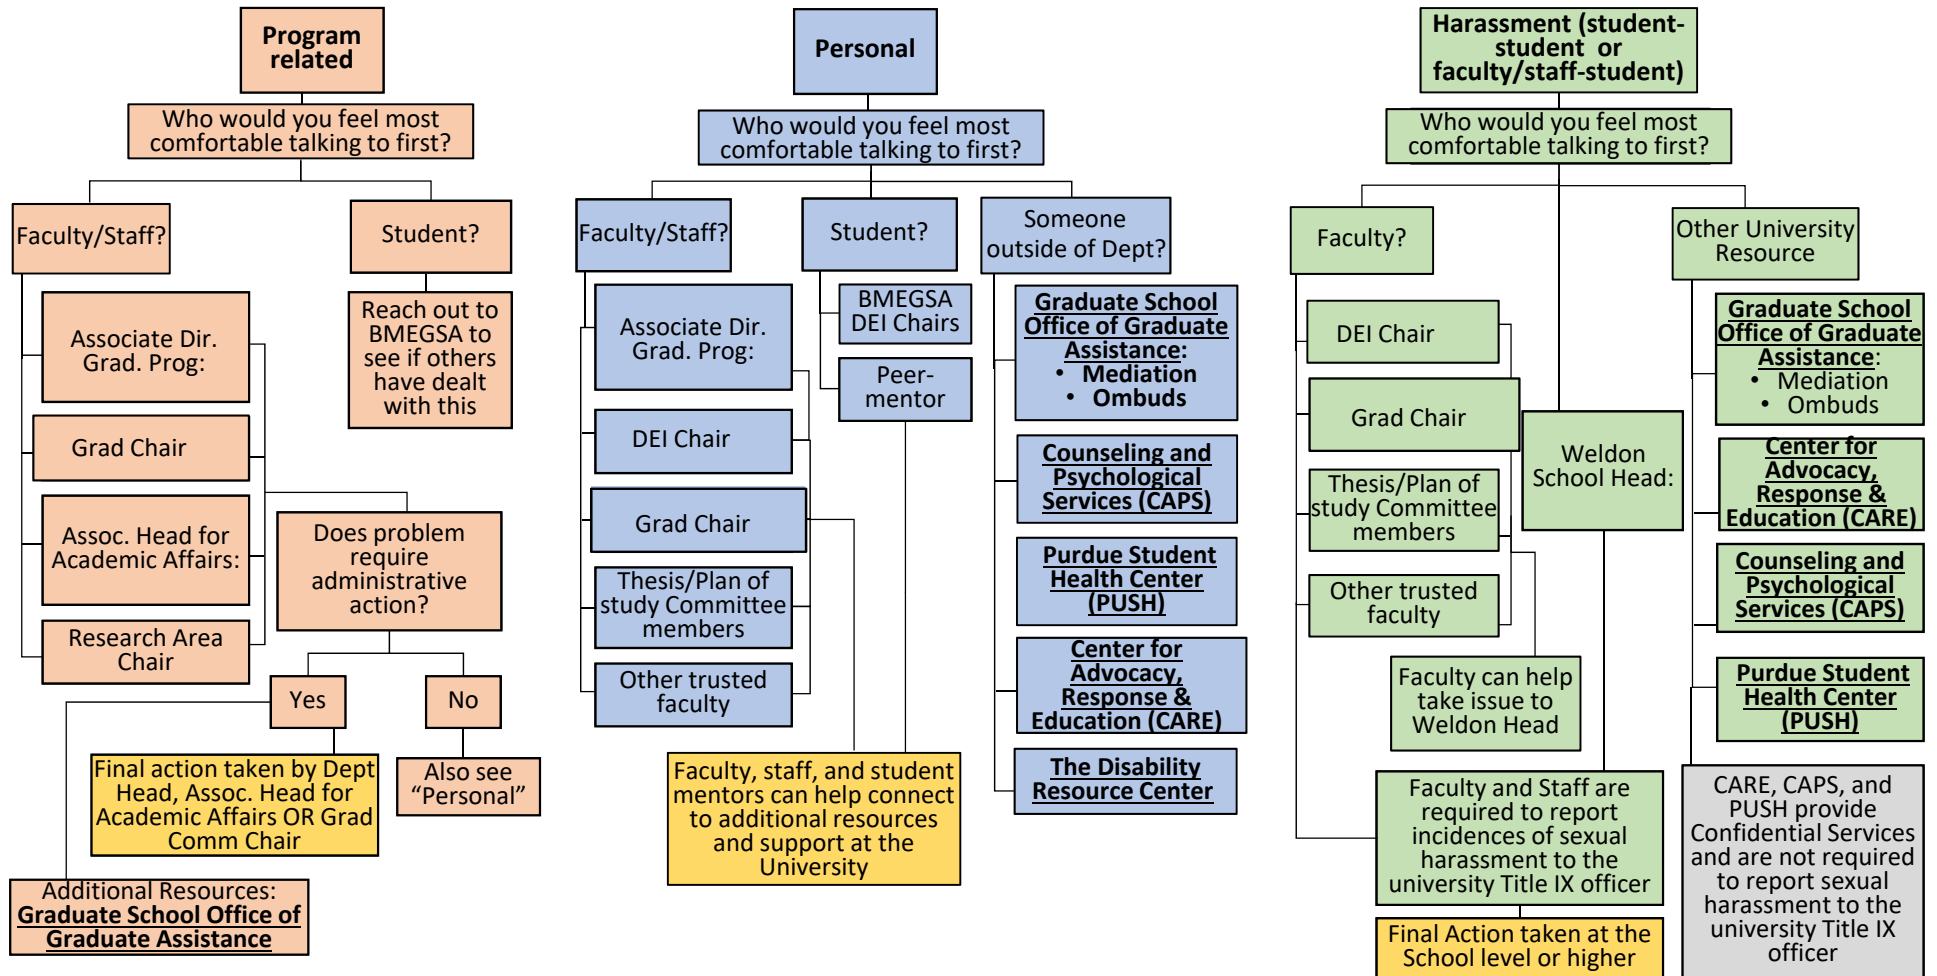 Program
related
Who would you feel most
comfortable talking to first?
Faculty/Staff?
Student?
Associate Dir.
Grad. Prog:
Grad Chair
Assoc. Head for
Academic Affairs:
Research Area
Chair
Reach out to
BMEGSA to
see if others
have dealt
with this
Does problem
require
administrative
action?
Yes
No
Final action taken by Dept
Head, Assoc. Head for
Academic Affairs OR Grad
Comm Chair
Also see
“Personal”
Additional Resources:
Graduate School Office of
Graduate Assistance
Personal
Who would you feel most
comfortable talking to first?
Faculty/Staff?
Student?
Someone
outside of Dept?
Associate Dir.
Grad. Prog:
DEI Chair
Grad Chair
Thesis/Plan of
study Committee
members
Other trusted
faculty
BMEGSA
DEI Chairs
Peer-
mentor
Graduate School
Office of Graduate
Assistance:
• Mediation
• Ombuds
Counseling and
Psychological
Services (CAPS)
Purdue Student
Health Center
(PUSH)
Center for
Advocacy,
Response &
Education (CARE)
The Disability
Resource Center
Faculty, staff, and student
mentors can help connect
to additional resources
and support at the
University
Harassment (student-
student or
faculty/staff-student)
Who would you feel most
comfortable talking to first?
Faculty?
Other University
Resource
DEI Chair
Grad Chair
Thesis/Plan of
study Committee
members
Other trusted
faculty
Weldon
School Head:
Faculty can help
take issue to
Weldon Head
Faculty and Staff are
required to report
incidences of sexual
harassment to the
university Title IX officer
Final Action taken at the
School level or higher
Graduate School
Office of Graduate
Assistance:
• Mediation
• Ombuds
Center for
Advocacy,
Response &
Education (CARE)
Counseling and
Psychological
Services (CAPS)
Purdue Student
Health Center
(PUSH)
CARE, CAPS, and
PUSH provide
Confidential Services
and are not required
to report sexual
harassment to the
university Title IX
officer